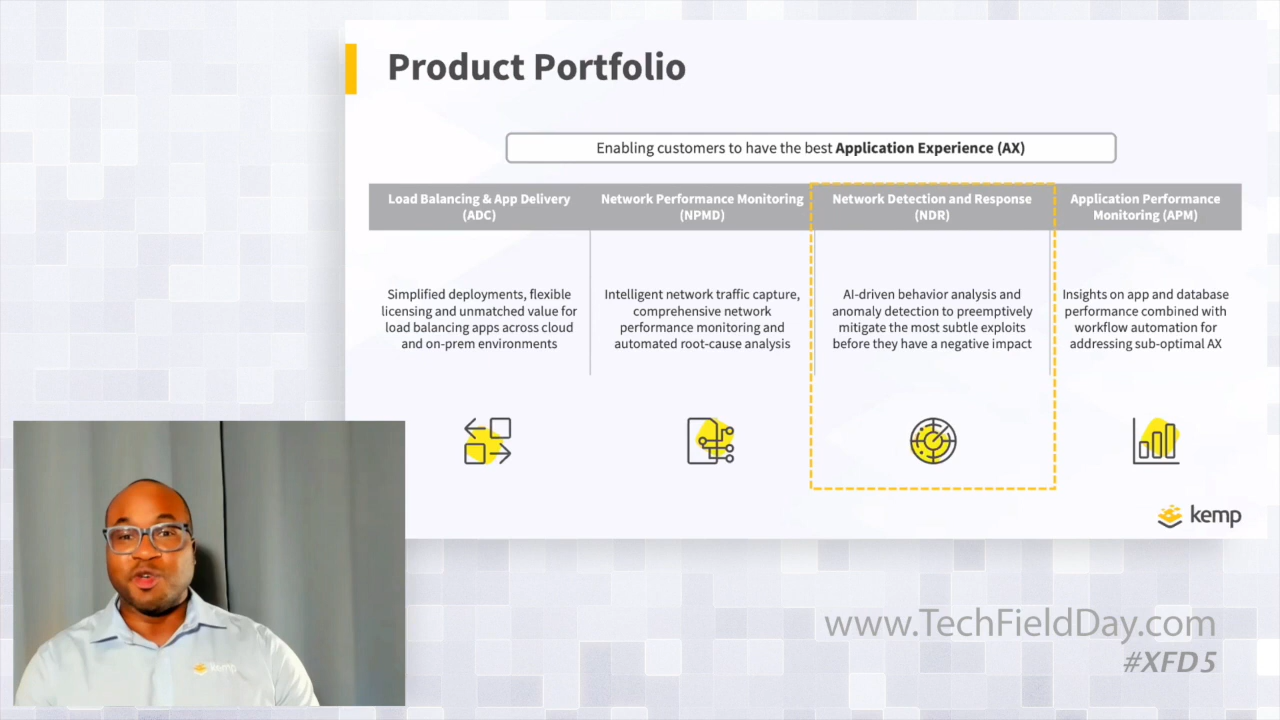 Product Portfolio
Enabling customers to have the best Application Experience (AX)
Load Balancing & App Delivery
(ADC)
Network Performance Monitoring
(NPMD)
Network Detection and Response
(NDR)
Application Performance
Monitoring (APM)
Simplified deployments, flexible
licensing and unmatched value for
load balancing apps across cloud
and on-prem environments
Intelligent network traffic capture,
comprehensive network
performance monitoring and
automated root-cause analysis
AI-driven behavior analysis and
anomaly detection to preemptively
mitigate the most subtle exploits
before they have a negative impact
Insights on app and database
performance combined with
workflow automation for
addressing sub-optimal AX
kemp
kemp
www.TechFieldDay.com
#XFD5